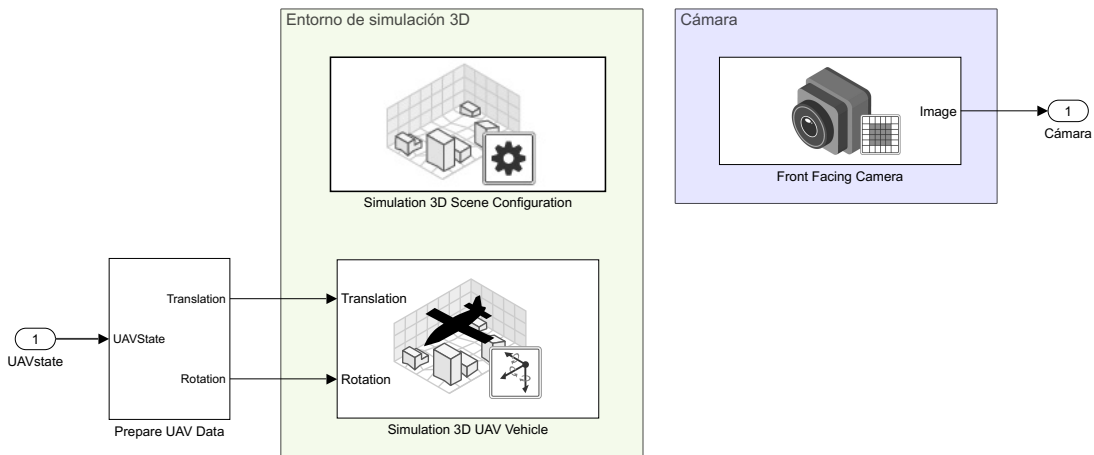 Entorno de simulación 3D
Simulation 3D Scene Configuration
Cámara
Image
1
Cámara
Front Facing Camera
1
UAVstate
UAVState
Translation
Rotation
Prepare UAV Data
Translation
Rotation
Simulation 3D UAV Vehicle